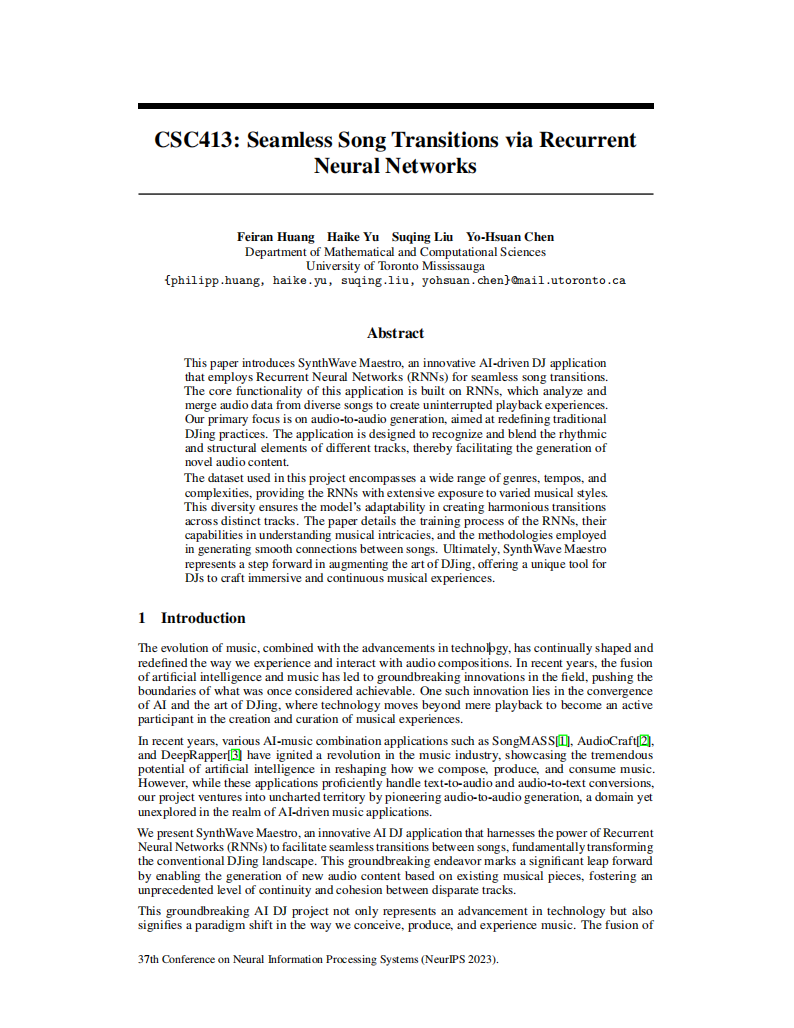 CSC413: Seamless Song Transitions via Recurrent
Neural Networks
Feiran Huang Haike Yu Suqing Liu Yo-Hsuan Chen
Department of Mathematical and Computational Sciences
University of Toronto Mississauga
{philipp.huang, haike.yu, suqing.liu, yohsuan.chen}@mail.utoronto.ca
Abstract
This paper introduces SynthWave Maestro, an innovative AI-driven DJ application
that employs Recurrent Neural Networks (RNNs) for seamless song transitions.
The core functionality of this application is built on RNNs, which analyze and
merge audio data from diverse songs to create uninterrupted playback experiences.
Our primary focus is on audio-to-audio generation, aimed at redefining traditional
DJing practices. The application is designed to recognize and blend the rhythmic
and structural elements of different tracks, thereby facilitating the generation of
novel audio content.
The dataset used in this project encompasses a wide range of genres, tempos, and
complexities, providing the RNNs with extensive exposure to varied musical styles.
This diversity ensures the model's adaptability in creating harmonious transitions
across distinct tracks. The paper details the training process of the RNNs, their
capabilities in understanding musical intricacies, and the methodologies employed
in generating smooth connections between songs. Ultimately, SynthWave Maestro
represents a step forward in augmenting the art of DJing, offering a unique tool for
DJs to craft immersive and continuous musical experiences.
1 Introduction
The evolution of music, combined with the advancements in technology, has continually shaped and
redefined the way we experience and interact with audio compositions. In recent years, the fusion
of artificial intelligence and music has led to groundbreaking innovations in the field, pushing the
boundaries of what was once considered achievable. One such innovation lies in the convergence
of AI and the art of DJing, where technology moves beyond mere playback to become an active
participant in the creation and curation of musical experiences.
In recent years, various AI-music combination applications such as SongMASS[1], AudioCraft[2],
and DeepRapper[3] have ignited a revolution in the music industry, showcasing the tremendous
potential of artificial intelligence in reshaping how we compose, produce, and consume music.
However, while these applications proficiently handle text-to-audio and audio-to-text conversions,
our project ventures into uncharted territory by pioneering audio-to-audio generation, a domain yet
unexplored in the realm of AI-driven music applications.
We present SynthWave Maestro, an innovative AI DJ application that harnesses the power of Recurrent
Neural Networks (RNNs) to facilitate seamless transitions between songs, fundamentally transforming
the conventional DJing landscape. This groundbreaking endeavor marks a significant leap forward
by enabling the generation of new audio content based on existing musical pieces, fostering an
unprecedented level of continuity and cohesion between disparate tracks.
This groundbreaking AI DJ project not only represents an advancement in technology but also
signifies a paradigm shift in the way we conceive, produce, and experience music. The fusion of
37th Conference on Neural Information Processing Systems (NeurIPS 2023).